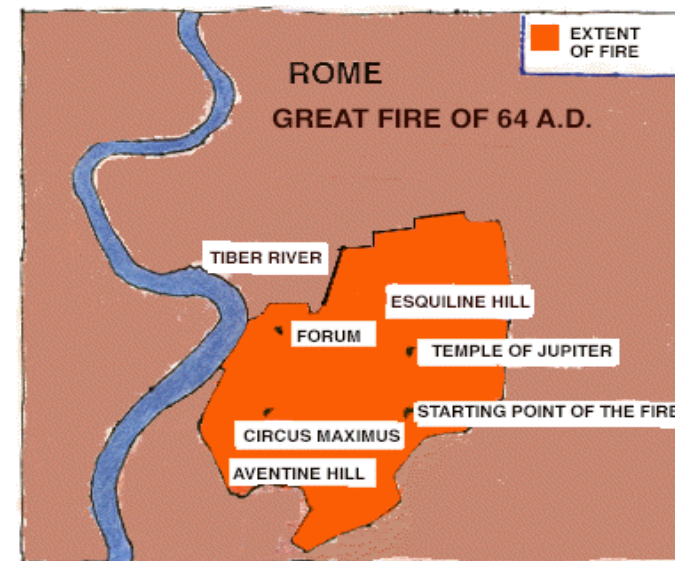 EXTENT
OF FIRE
ROME
GREAT FIRE OF 64 A.D.
TIBER RIVER
ESQUILINE HILL
FORUM
TEMPLE OF JUPITER
STARTING POINT OF THE FIRE
CIRCUS MAXIMUS
AVENTINE HILL